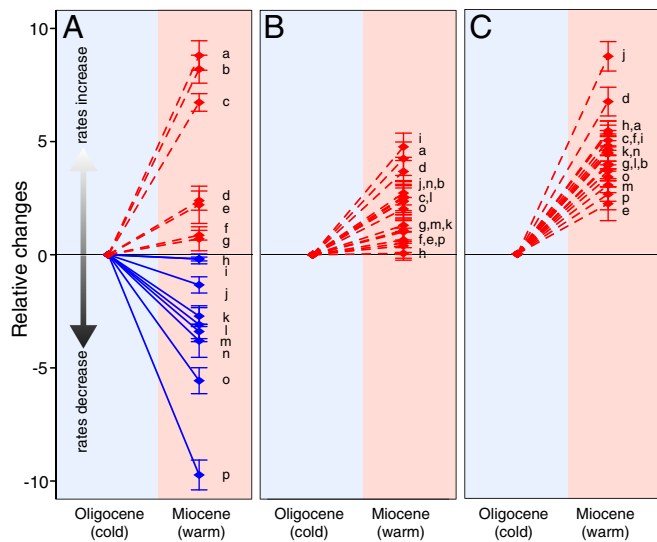 A
B
C
10
5
0
-5
-10
Relative changes
rates increase
rates decrease
a
b
c
d
e
f
g
h
i
j
k
l
m
n
o
p
i
a
d
j,n,b
c,l
o
g,m,k
f,e,p
h
j
d
h,a
c,f,i
k,n
g,l,b
o
m
p
e
Oligocene
(cold)
Miocene
(warm)
Oligocene
(cold)
Miocene
(warm)
Oligocene
(cold)
Miocene
(warm)